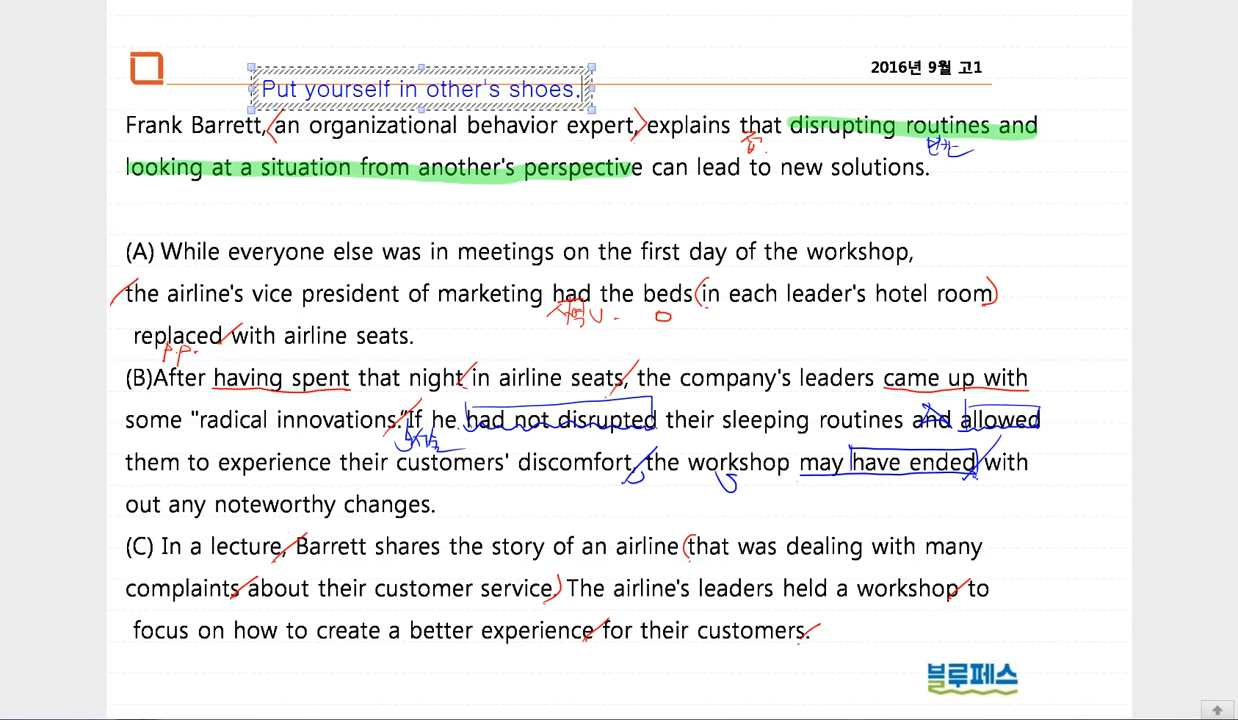 2016년 9월 고1
Put yourself in other's shoes.
Frank Barrett, an organizational behavior expert, explains that disrupting routines and
looking at a situation from another's perspective can lead to new solutions.
(A) While everyone else was in meetings on the first day of the workshop,
the airline's vice president of marketing had the beds in each leader's hotel room
replaced with airline seats.
p.p.
(B)After having spent that night in airline seats, the company's leaders came up with
some "radical innovations."If he had not disrupted their sleeping routines and allowed
them to experience their customers' discomfort, the workshop may have ended with
out any noteworthy changes.
(C) In a lecture, Barrett shares the story of an airline that was dealing with many
complaints about their customer service. The airline's leaders held a workshop to
focus on how to create a better experience for their customers.
블루페스